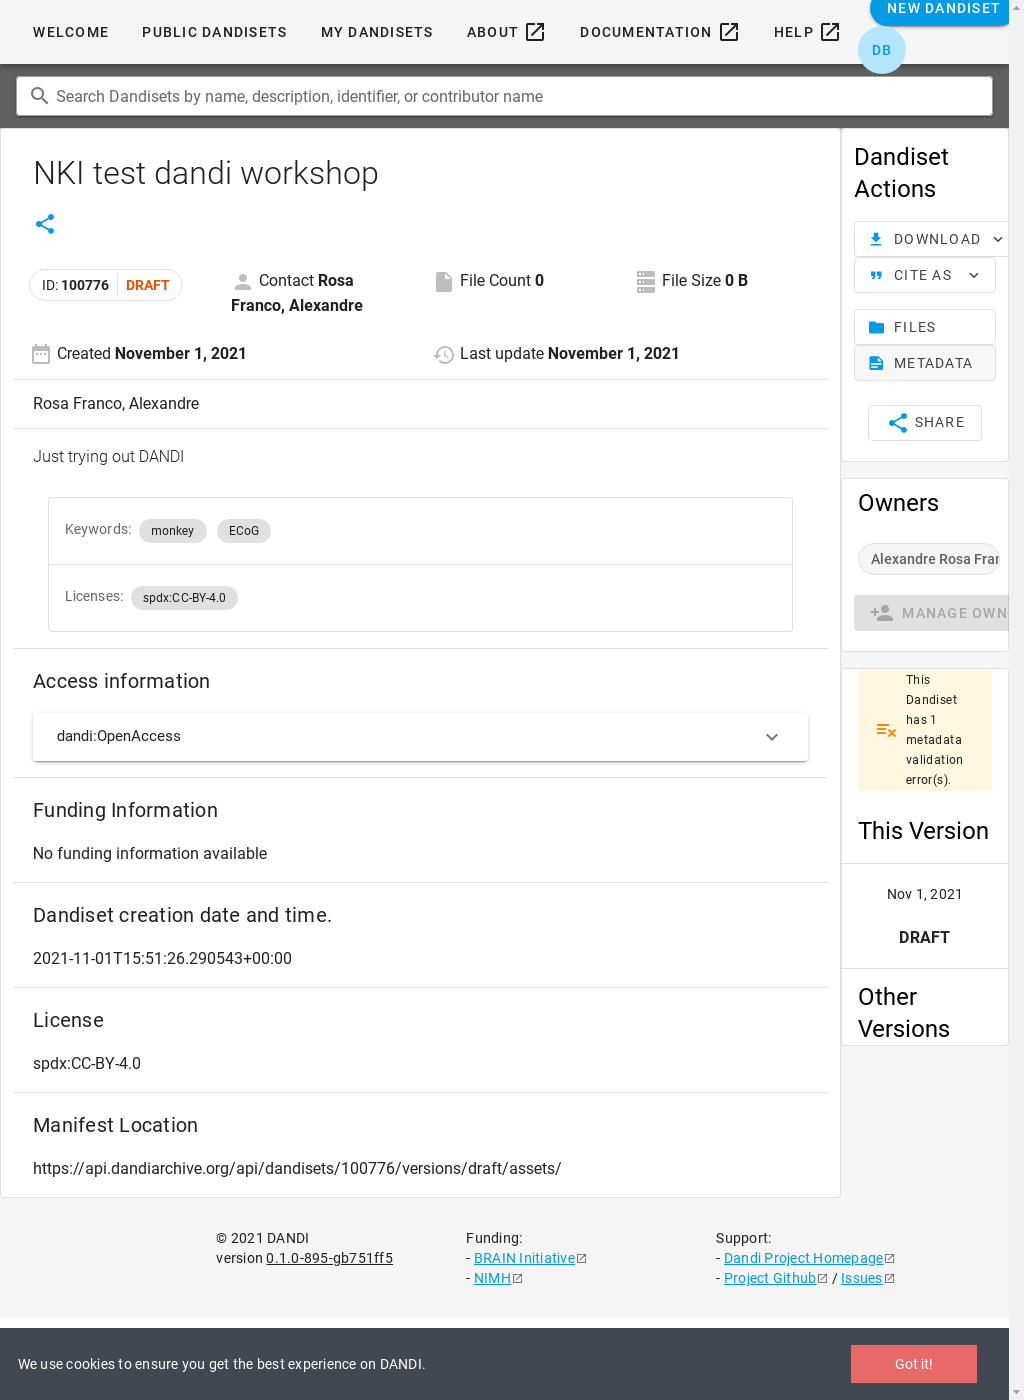 WELCOME PUBLIC DANDISETS MY DANDISETS ABOUT DOCUMENTATION HELP NEW DANDISET
DB
Search Dandisets by name, description, identifier, or contributor name
NKI test dandi workshop
ID: 100776 DRAFT
Contact Rosa
Franco, Alexandre
File Count 0
File Size 0 B
Created November 1, 2021
Last update November 1, 2021
Rosa Franco, Alexandre
Just trying out DANDI
Keywords: monkey ECoG
Licenses: spdx:CC-BY-4.0
Access information
dandi:OpenAccess
Funding Information
No funding information available
Dandiset creation date and time.
2021-11-01T15:51:26.290543+00:00
License
spdx:CC-BY-4.0
Manifest Location
https://api.dandiarchive.org/api/dandisets/100776/versions/draft/assets/
Dandiset
Actions
DOWNLOAD
CITE AS
FILES
METADATA
SHARE
Owners
Alexandre Rosa Fran
MANAGE OWN
This
Dandiset
has 1
metadata
validation
error(s).
This Version
Nov 1, 2021
DRAFT
Other
Versions
© 2021 DANDI
version 0.1.0-895-gb751ff5
Funding:
- BRAIN Initiative
- NIMH
Support:
- Dandi Project Homepage
- Project Github / Issues
We use cookies to ensure you get the best experience on DANDI.
Got it!